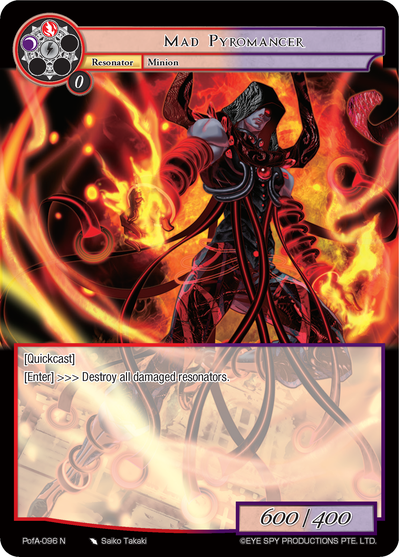 Mad Pyromancer
Resonator Minion
0
[Quickcast]
[Enter] >>> Destroy all damaged resonators.
600/400
PofA-096 N Saiko Takaki ©EYE SPY PRODUCTIONS PTE. LTD.